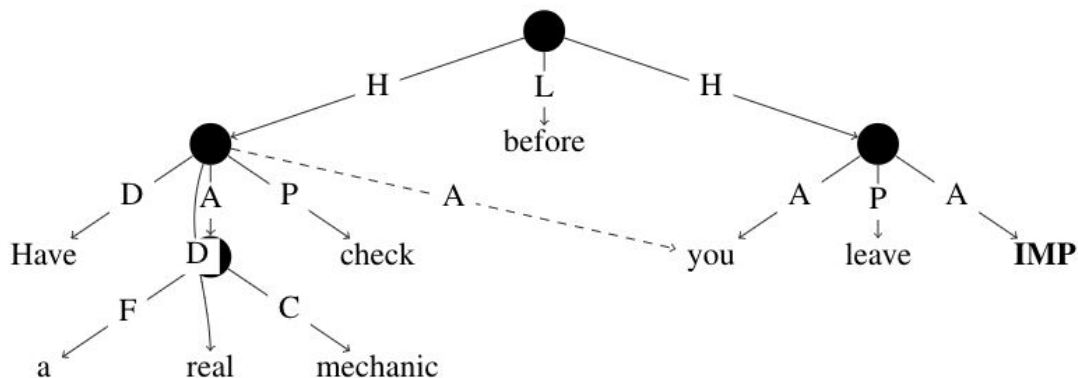 H L H
before
D A P A A P A
Have D check you leave IMP
F C
a real mechanic